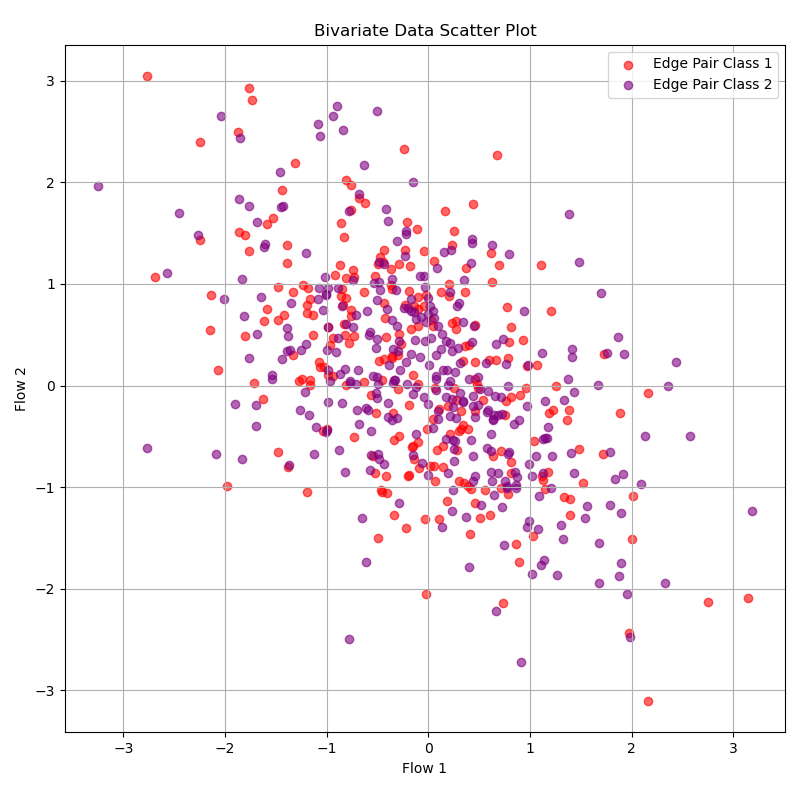 Bivariate Data Scatter Plot
Edge Pair Class 1
Edge Pair Class 2
3
2
1
0
−1
−2
−3
Flow 2
−3
−2
−1
0
1
2
3
Flow 1